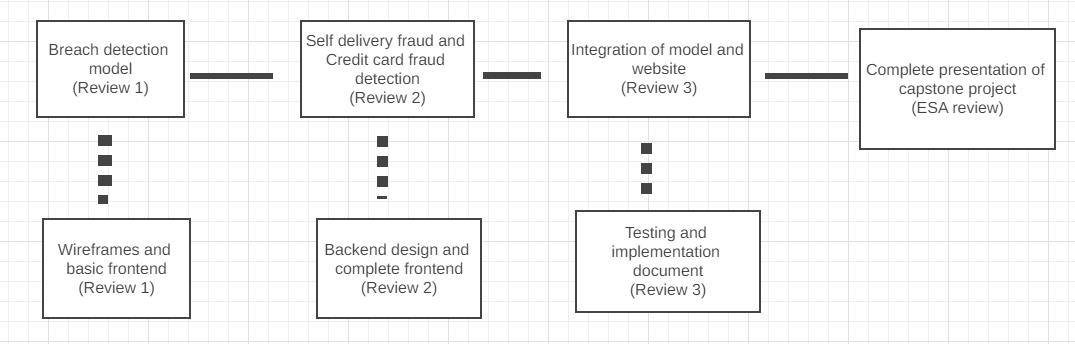 Breach detection
model
(Review 1)
Self delivery fraud and
Credit card fraud
detection
(Review 2)
Integration of model and
website
(Review 3)
Complete presentation of
capstone project
(ESA review)
Wireframes and
basic frontend
(Review 1)
Backend design and
complete frontend
(Review 2)
Testing and
implementation
document
(Review 3)